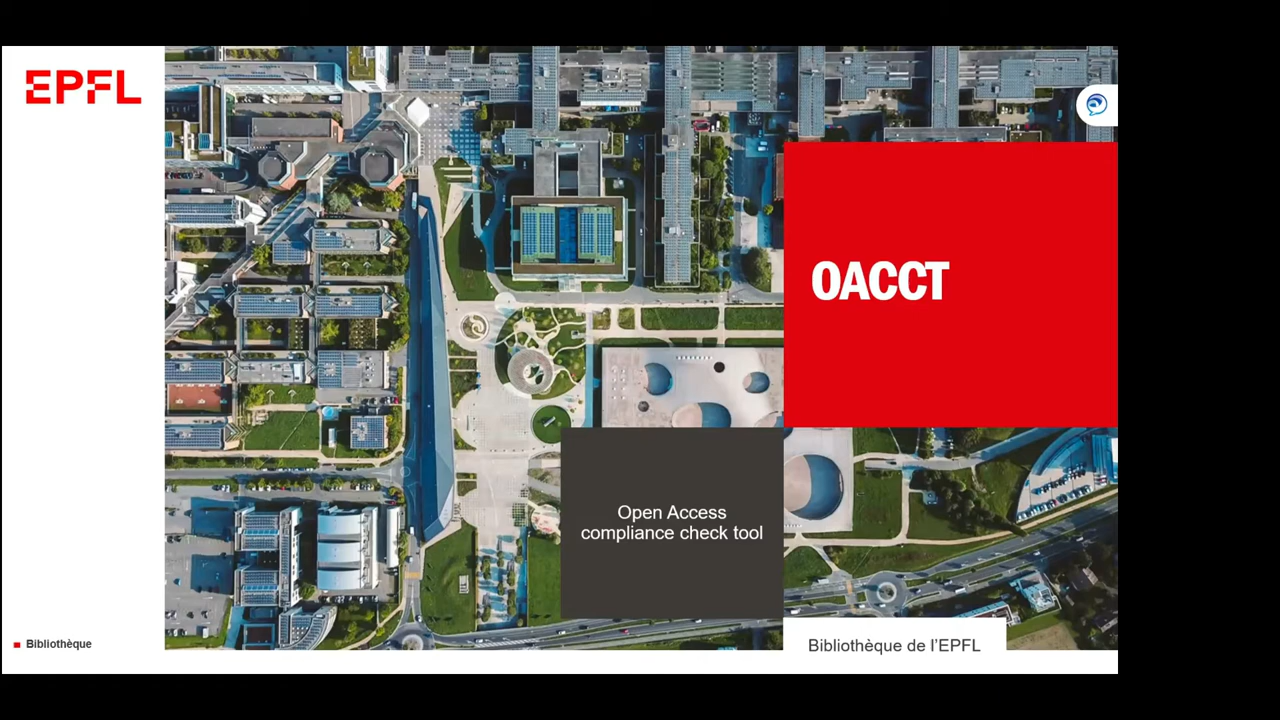 EPFL
OACCT
Open Access
compliance check tool
Bibliothèque
Bibliothèque de l'EPFL